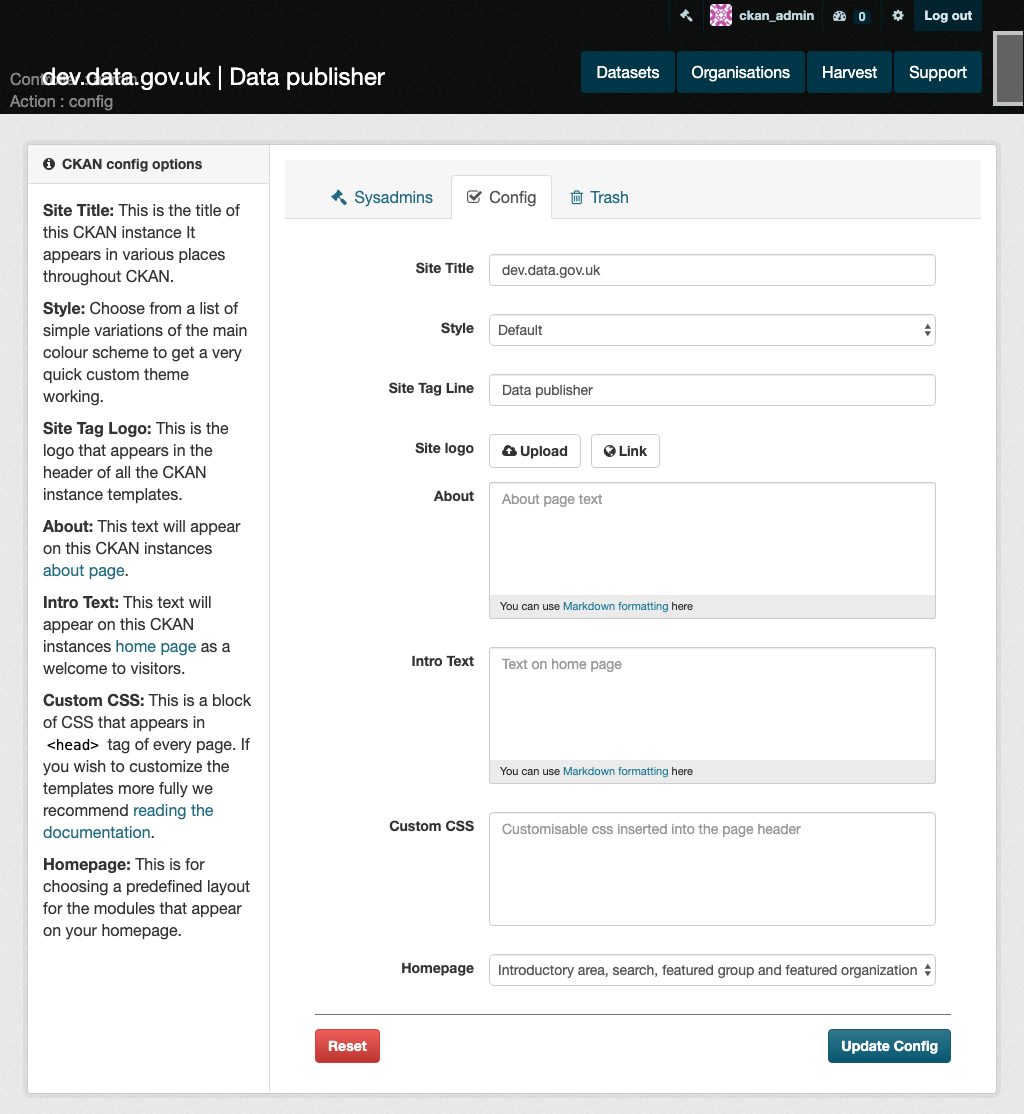 ckan_admin 0 Log out
dev.data.gov.uk | Data publisher
Action : config
Datasets Organisations Harvest Support
CKAN config options
Site Title: This is the title of
this CKAN instance It
appears in various places
throughout CKAN.
Style: Choose from a list of
simple variations of the main
colour scheme to get a very
quick custom theme
working.
Site Tag Logo: This is the
logo that appears in the
header of all the CKAN
instance templates.
About: This text will appear
on this CKAN instances
about page.
Intro Text: This text will
appear on this CKAN
instances home page as a
welcome to visitors.
Custom CSS: This is a block
of CSS that appears in
<head> tag of every page. If
you wish to customize the
templates more fully we
recommend reading the
documentation.
Homepage: This is for
choosing a predefined layout
for the modules that appear
on your homepage.
Sysadmins Config Trash
Site Title dev.data.gov.uk
Style Default
Site Tag Line Data publisher
Site logo Upload Link
About About page text
You can use Markdown formatting here
Intro Text Text on home page
You can use Markdown formatting here
Custom CSS Customisable css inserted into the page header
Homepage Introductory area, search, featured group and featured organization
Reset Update Config